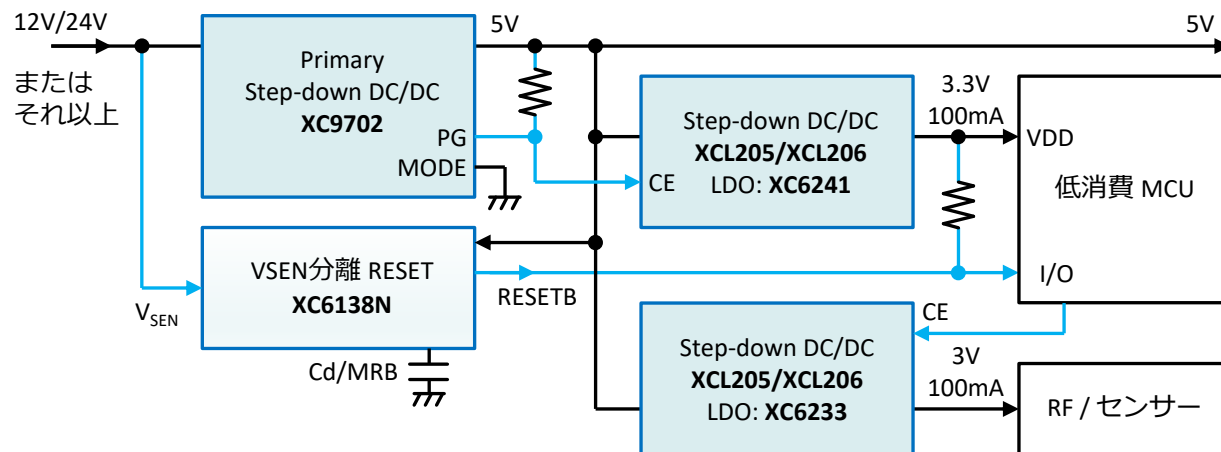 12V/24V
または
それ以上
Primary
Step-down DC/DC
XC9702
PG
MODE
5V
5V
Step-down DC/DC
XCL205/XCL206
LDO: XC6241
CE
3.3V
100mA
VDD
低消費 MCU
I/O
VSEN分離 RESET
XC6138N
VSEN
RESETB
Cd/MRB
CE
Step-down DC/DC
XCL205/XCL206
LDO: XC6233
3V
100mA
RF / センサー